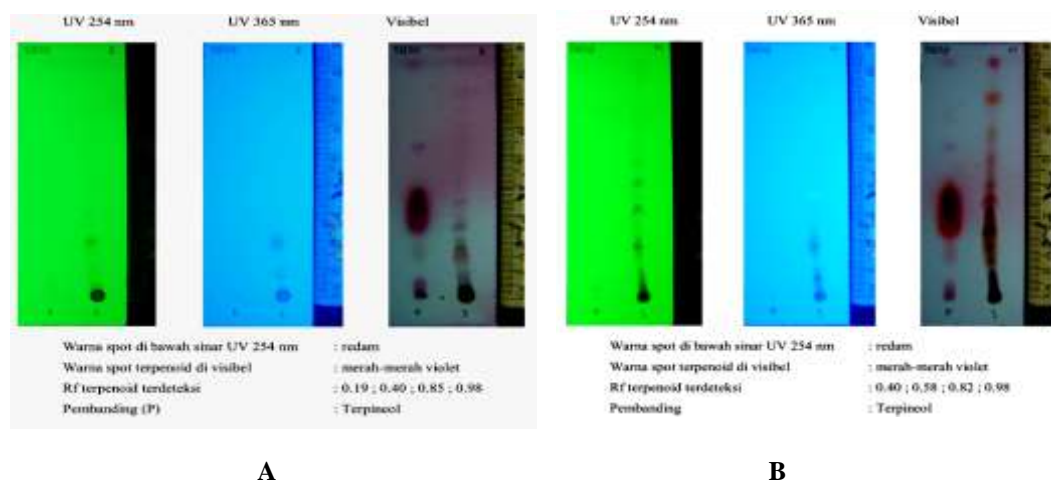 UV 254 nm UV 365 nm Visibel
Warna spot di bawah sinar UV 254 nm : redam
Warna spot terpenoid di visibel : merah-merah violet
Rf terpenoid terdeteksi : 0.19 ; 0.40 ; 0.85 ; 0.98
Pembanding (P) : Terpineol
A
UV 254 nm UV 365 nm Visibel
Warna spot di bawah sinar UV 254 nm : redam
Warna spot terpenoid di visibel : merah-merah violet
Rf terpenoid terdeteksi : 0.40 ; 0.58 ; 0.82 ; 0.98
Pembanding : Terpineol
B